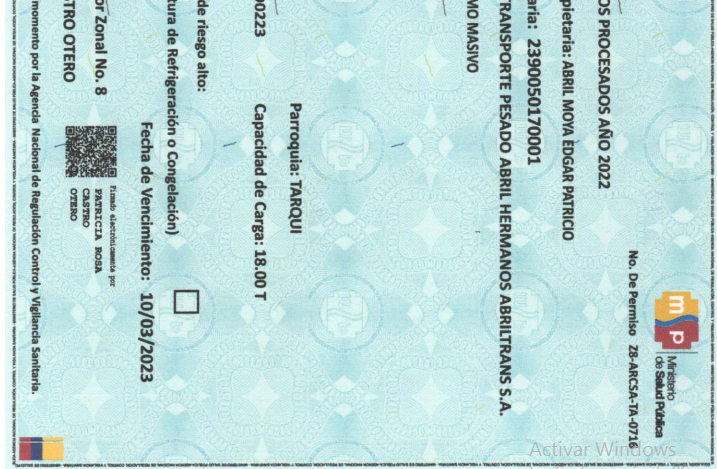 Ministerio
de Salud Pública
No. De Permiso Z8-ARCSA-TA-0716
OS PROCESADOS AÑO 2022
pietaria: ABRIL MOYA EDGAR PATRICIO
aria: 2390050170001
TRANSPORTE PESADO ABRIL HERMANOS ABRILTRANS S.A.
MO MASIVO
Parroquia: TARQUI
00223
Capacidad de Carga: 18.00 T
de riesgo alto:
tura de Refrigeración o Congelación)
Fecha de Vencimiento: 10/03/2023
Firmado electrónicamente por
PATRICIA ROSA
CASTRO
OTERO
or Zonal No. 8
TRO OTERO
momento por la Agencia Nacional de Regulación Control y Vigilancia Sanitaria.
Activar Windows